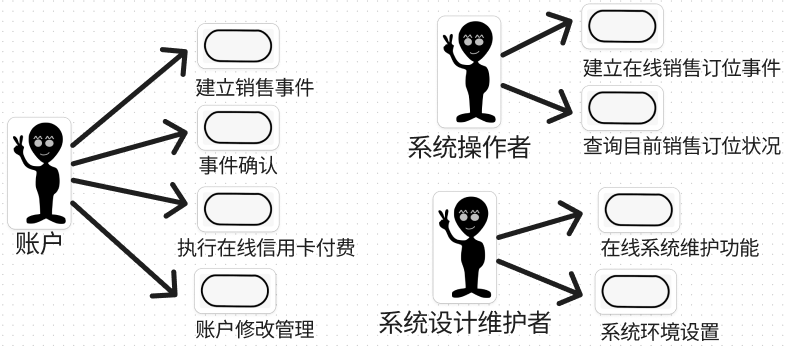 建立销售事件
事件确认
账户
执行在线信用卡付费
账户修改管理
建立在线销售订位事件
系统操作者
查询目前销售订位状况
在线系统维护功能
系统设计维护者
系统环境设置